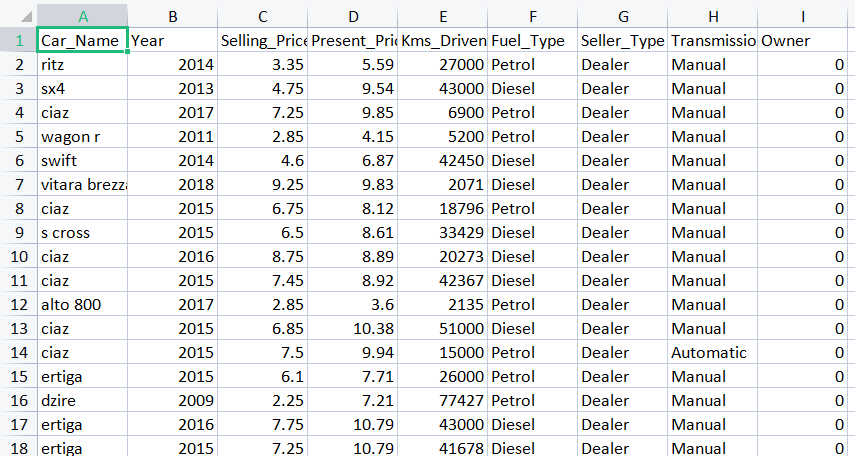 A B C D E F G H I
1 Car_Name Year Selling_Price Present_Pric Kms_Driven Fuel_Type Seller_Type Transmissio Owner
2 ritz 2014 3.35 5.59 27000 Petrol Dealer Manual 0
3 sx4 2013 4.75 9.54 43000 Diesel Dealer Manual 0
4 ciaz 2017 7.25 9.85 6900 Petrol Dealer Manual 0
5 wagon r 2011 2.85 4.15 5200 Petrol Dealer Manual 0
6 swift 2014 4.6 6.87 42450 Diesel Dealer Manual 0
7 vitara brezza 2018 9.25 9.83 2071 Diesel Dealer Manual 0
8 ciaz 2015 6.75 8.12 18796 Petrol Dealer Manual 0
9 s cross 2015 6.5 8.61 33429 Diesel Dealer Manual 0
10 ciaz 2016 8.75 8.89 20273 Diesel Dealer Manual 0
11 ciaz 2015 7.45 8.92 42367 Diesel Dealer Manual 0
12 alto 800 2017 2.85 3.6 2135 Petrol Dealer Manual 0
13 ciaz 2015 6.85 10.38 51000 Diesel Dealer Manual 0
14 ciaz 2015 7.5 9.94 15000 Petrol Dealer Automatic 0
15 ertiga 2015 6.1 7.71 26000 Petrol Dealer Manual 0
16 dzire 2009 2.25 7.21 77427 Petrol Dealer Manual 0
17 ertiga 2016 7.75 10.79 43000 Diesel Dealer Manual 0
18 ertiga 2015 7.25 10.79 41678 Diesel Dealer Manual 0